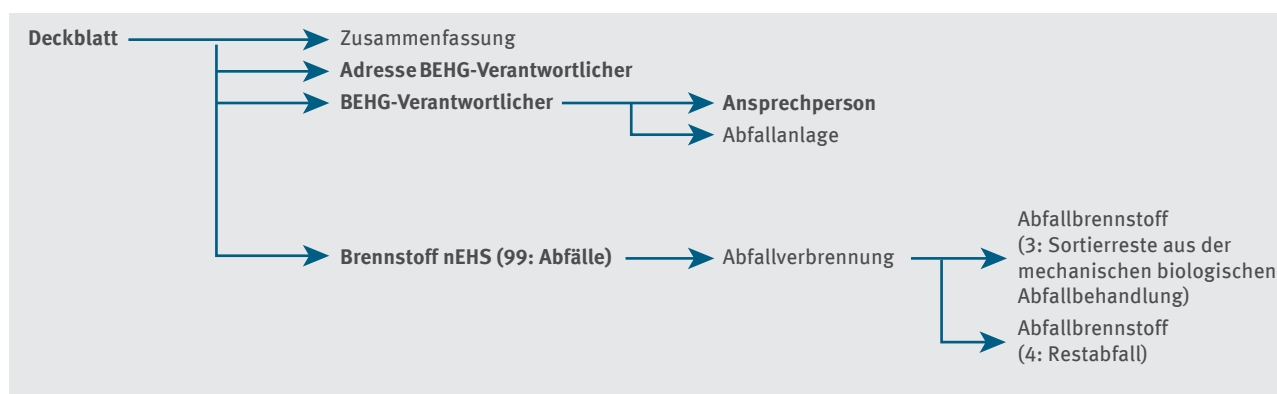 Deckblatt
Zusammenfassung
Adresse BEHG-Verantwortlicher
BEHG-Verantwortlicher
Ansprechperson
Abfallanlage
Brennstoff nEHS (99: Abfälle)
Abfallverbrennung
Abfallbrennstoff
(3: Sortierreste aus der
mechanischen biologischen
Abfallbehandlung)
Abfallbrennstoff
(4: Restabfall)